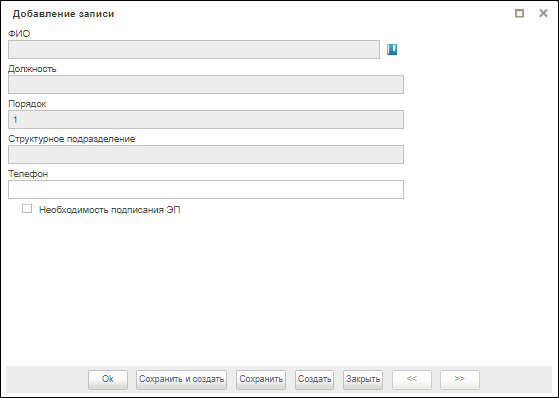 Добавление записи
ФИО
Должность
Порядок
1
Структурное подразделение
Телефон
Необходимость подписания ЭП
Ok Сохранить и создать Сохранить Создать Закрыть << >>